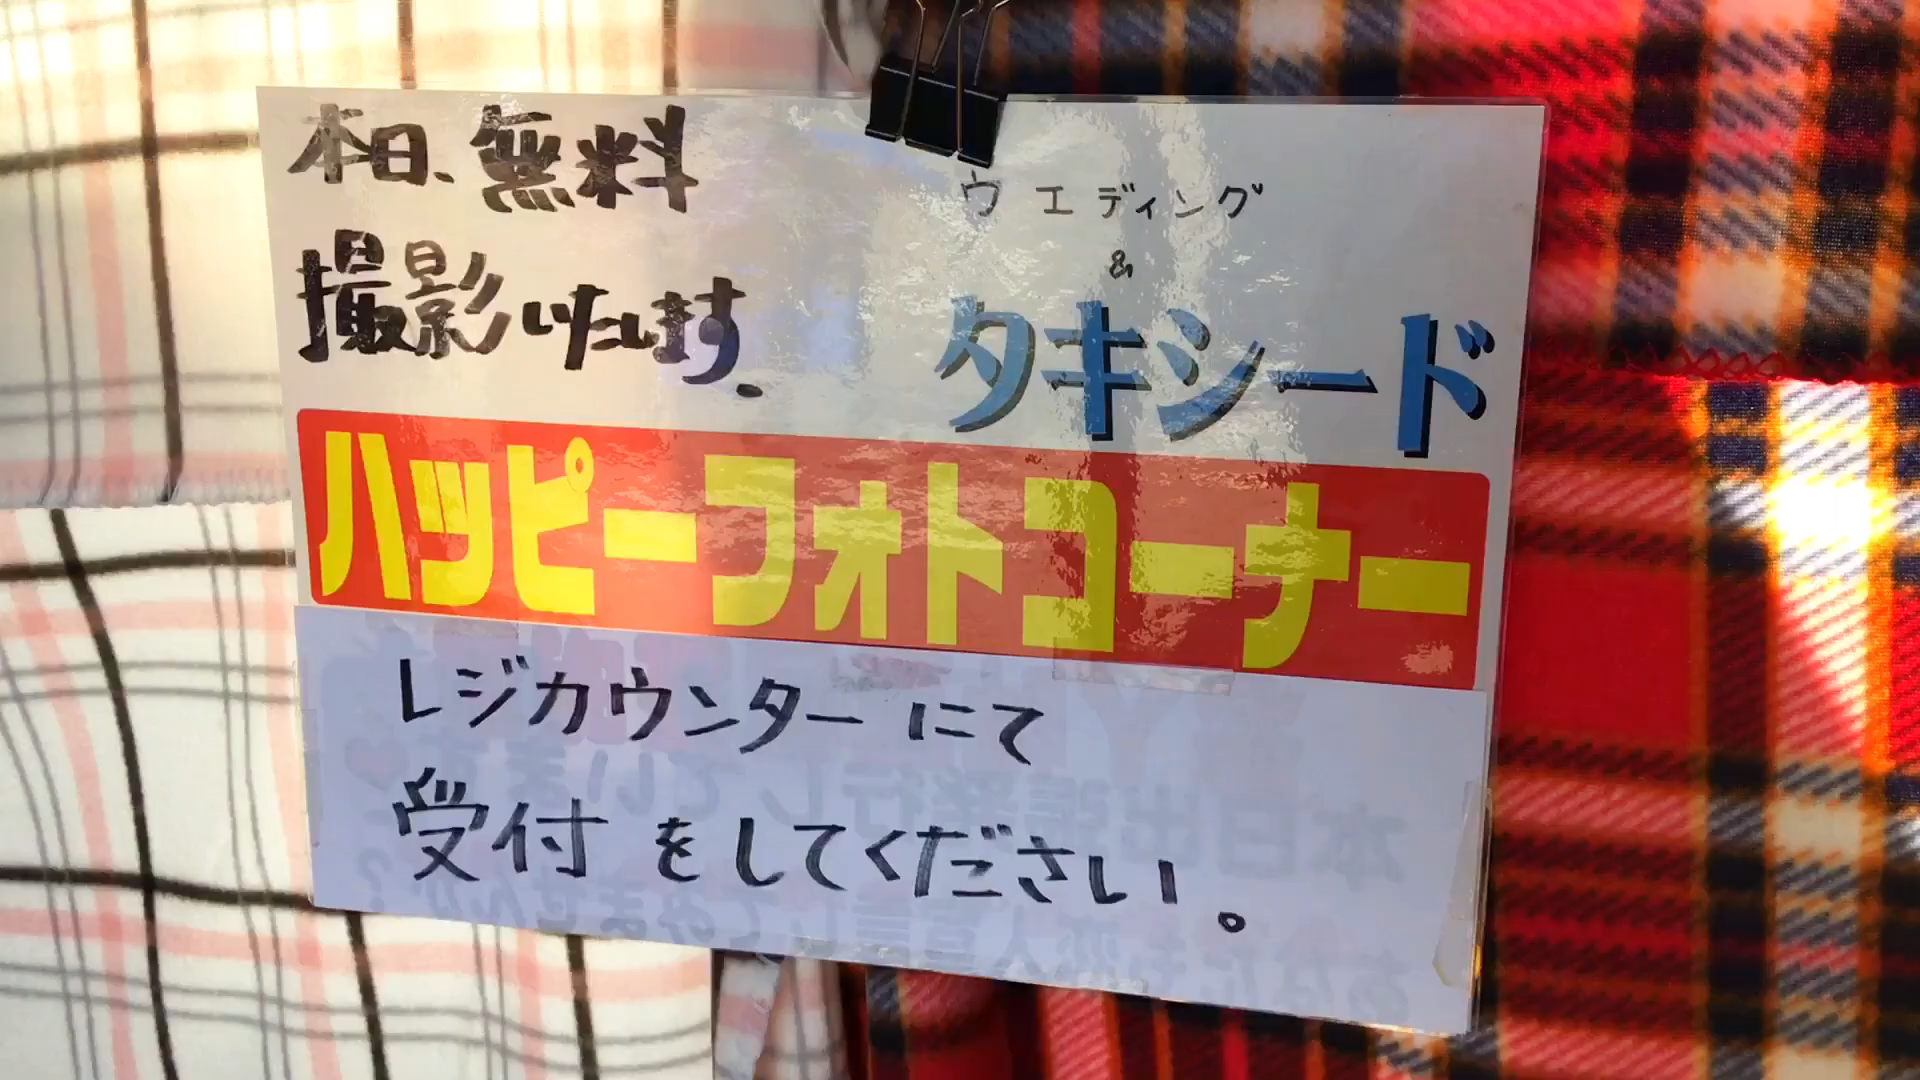 本日、無料
撮影いたします.
ウエディング
&
タキシード
ハッピーフォトコーナー
レジカウンターにて
受付をしてください。